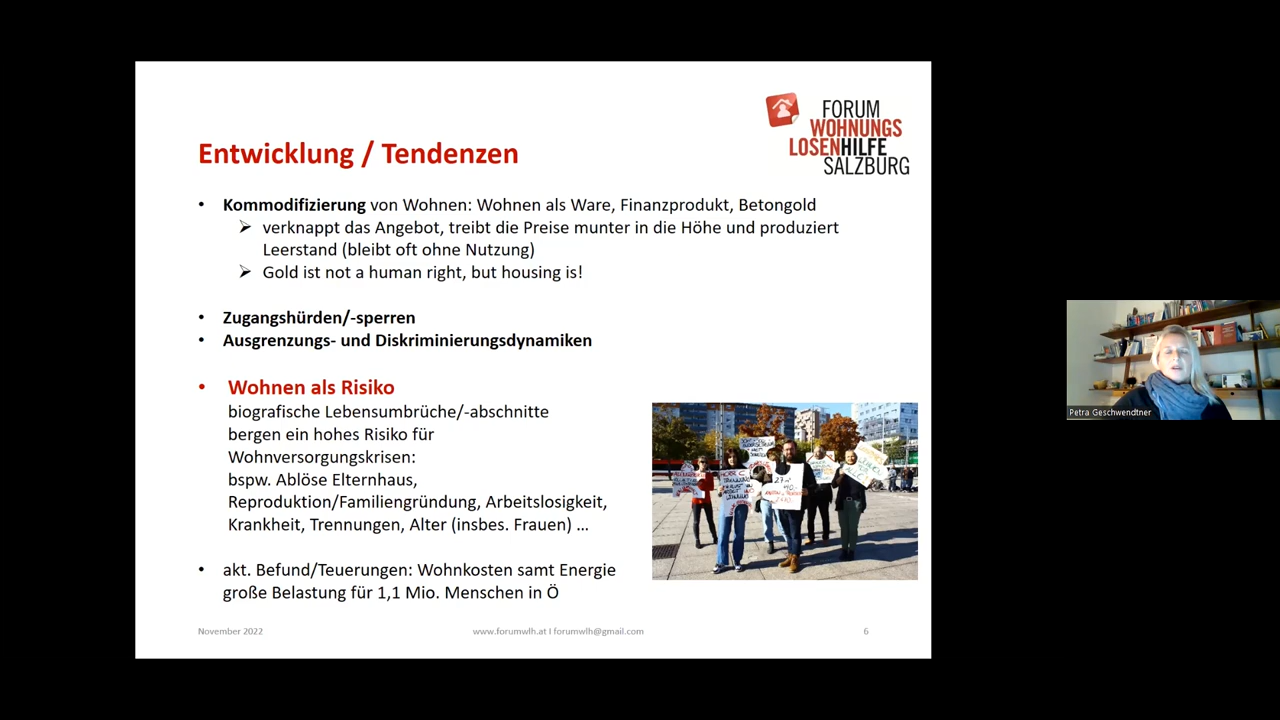 FORUM
WOHNUNGS
LOSENHILFE
SALZBURG
Entwicklung / Tendenzen
• Kommodifizierung von Wohnen: Wohnen als Ware, Finanzprodukt, Betongold
➢ verknappt das Angebot, treibt die Preise munter in die Höhe und produziert
Leerstand (bleibt oft ohne Nutzung)
➢ Gold ist not a human right, but housing is!
• Zugangshürden/-sperren
• Ausgrenzungs- und Diskriminierungsdynamiken
• Wohnen als Risiko
biografische Lebensumbrüche/-abschnitte
bergen ein hohes Risiko für
Wohnversorgungskrisen:
bspw. Ablöse Elternhaus,
Reproduktion/Familiengründung, Arbeitslosigkeit,
Krankheit, Trennungen, Alter (insbes. Frauen) ...
• akt. Befund/Teuerungen: Wohnkosten samt Energie
große Belastung für 1,1 Mio. Menschen in Ö
November 2022
www.forumwlh.at I forumwlh@gmail.com
6
Petra Geschwendtner